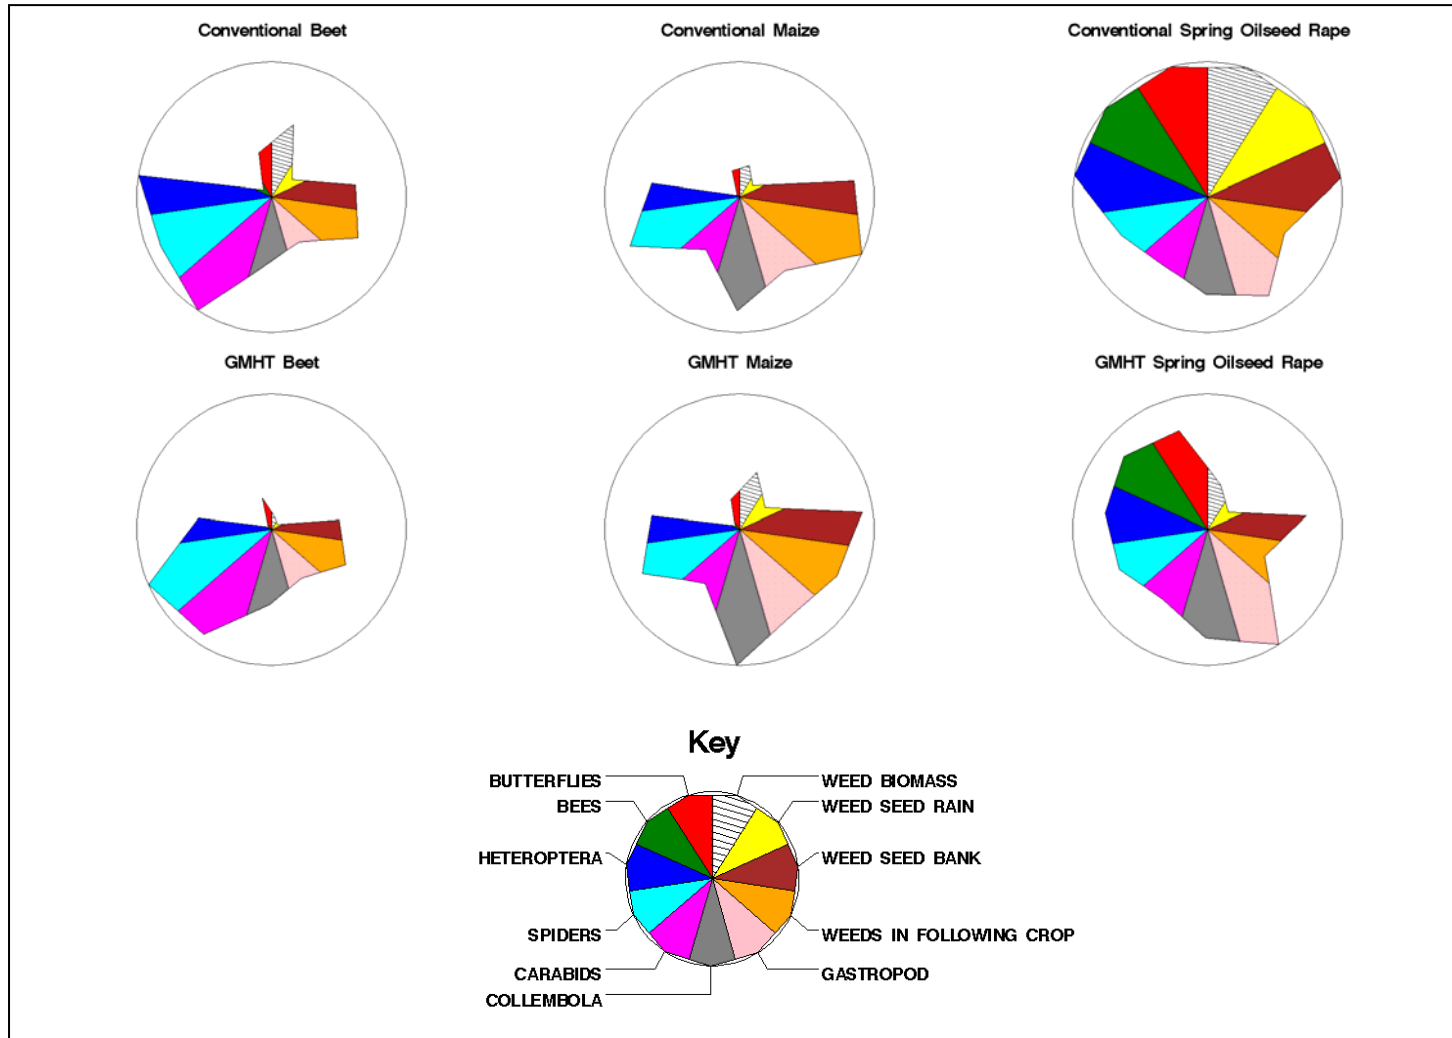 Conventional Beet
Conventional Maize
Conventional Spring Oilseed Rape
GMHT Beet
GMHT Maize
GMHT Spring Oilseed Rape
Key
BUTTERFLIES
WEED BIOMASS
BEES
WEED SEED RAIN
HETEROPTERA
WEED SEED BANK
SPIDERS
WEEDS IN FOLLOWING CROP
CARABIDS
GASTROPOD
COLLEMBOLA